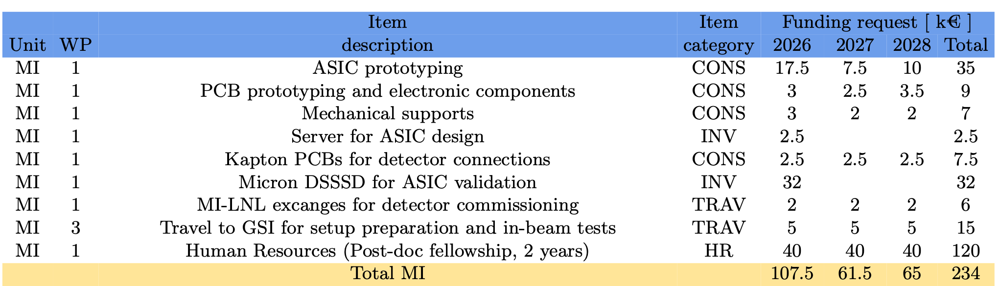 Item Item Funding request [ k€ ]
Unit WP description category 2026 2027 2028 Total
MI 1 ASIC prototyping CONS 17.5 7.5 10 35
MI 1 PCB prototyping and electronic components CONS 3 2.5 3.5 9
MI 1 Mechanical supports CONS 3 2 2 7
MI 1 Server for ASIC design INV 2.5 2.5
MI 1 Kapton PCBs for detector connections CONS 2.5 2.5 2.5 7.5
MI 1 Micron DSSSD for ASIC validation INV 32 32
MI 1 MI-LNL excanges for detector commissioning TRAV 2 2 2 6
MI 3 Travel to GSI for setup preparation and in-beam tests TRAV 5 5 5 15
MI 1 Human Resources (Post-doc fellowship, 2 years) HR 40 40 40 120
Total MI 107.5 61.5 65 234